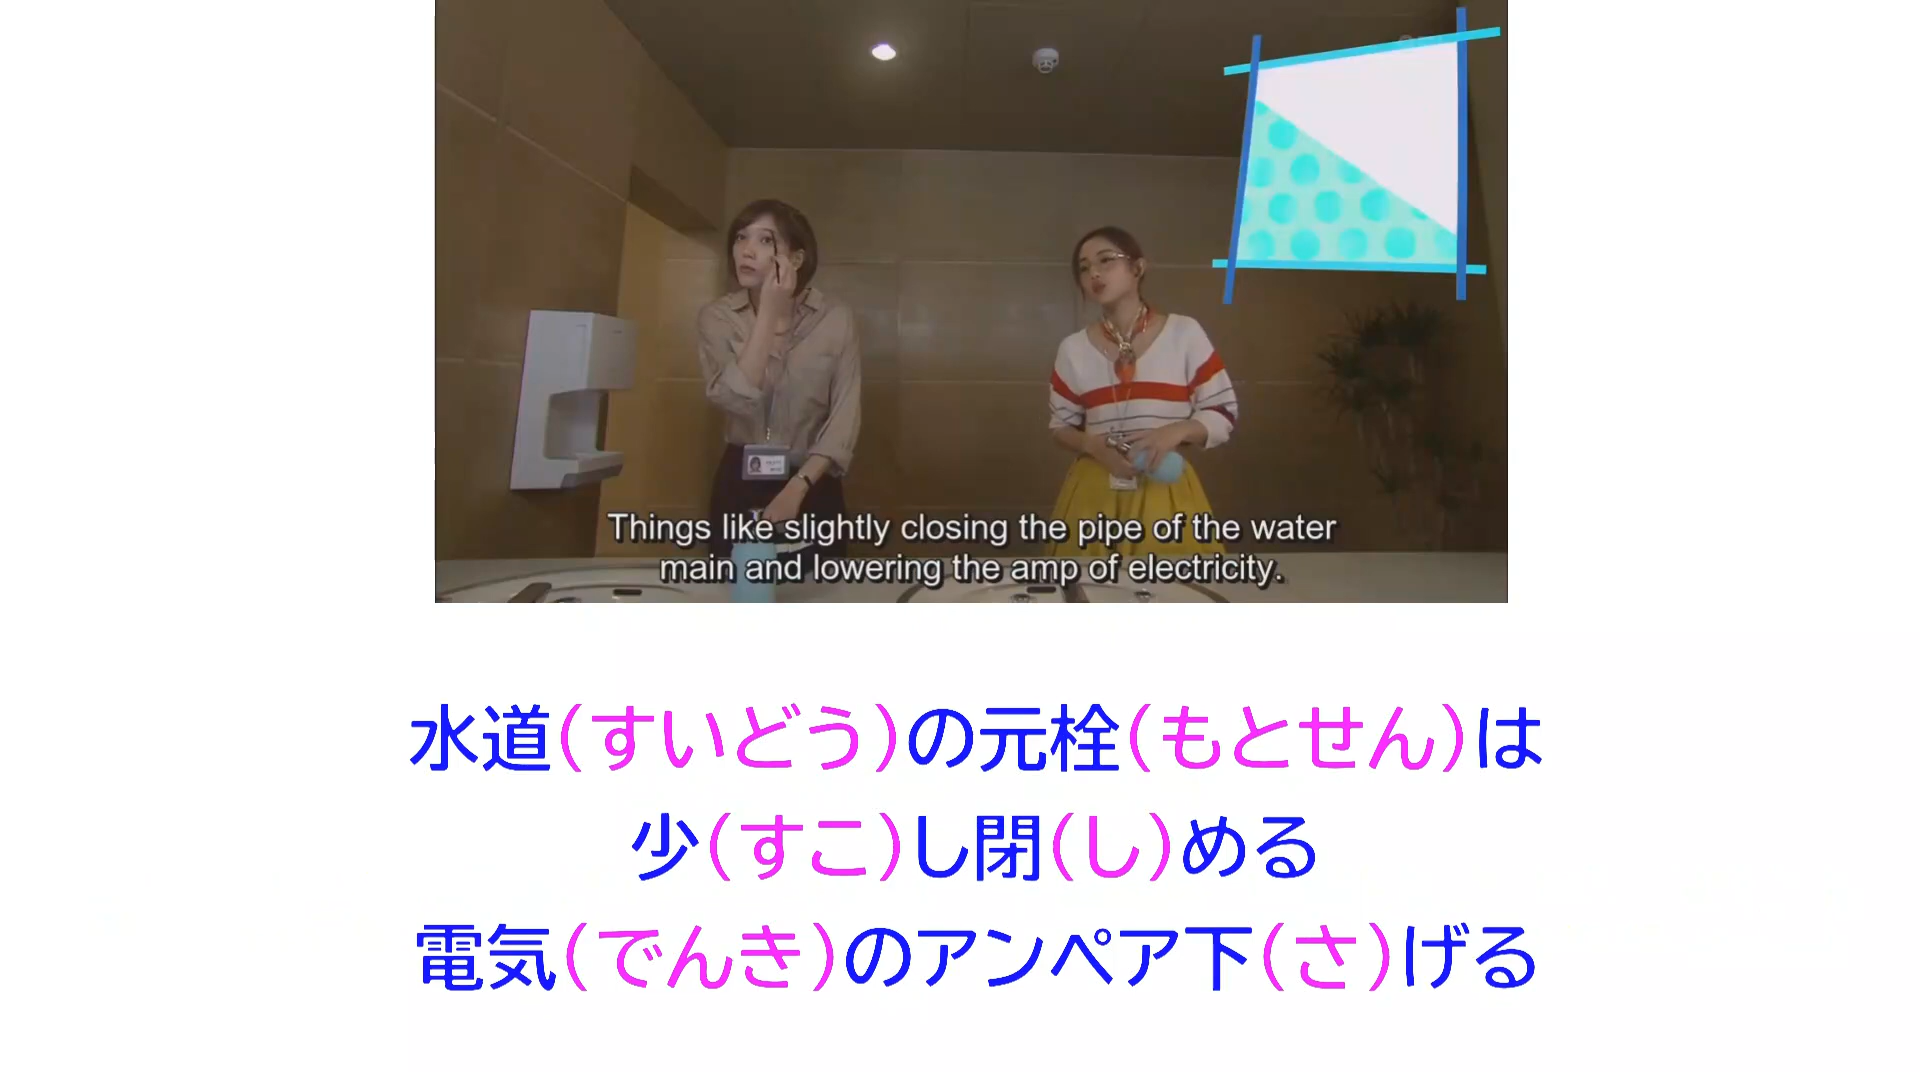 Things like slightly closing the pipe of the water
main and lowering the amp of electricity.
水道(すいどう)の元栓(もとせん)は
少(すこ)し閉(し)める
電気(でんき)のアンペア下(さ)げる